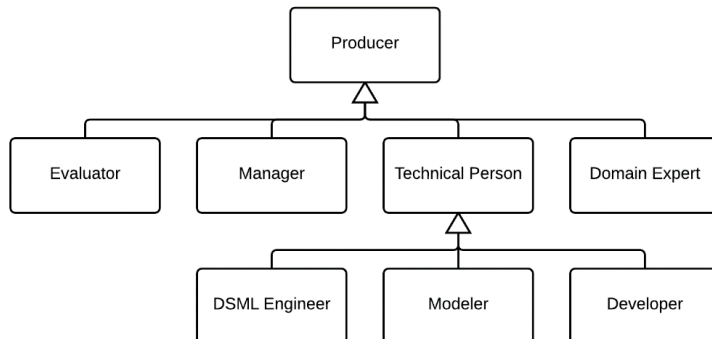 Producer
Evaluator
Manager
Technical Person
Domain Expert
DSML Engineer
Modeler
Developer